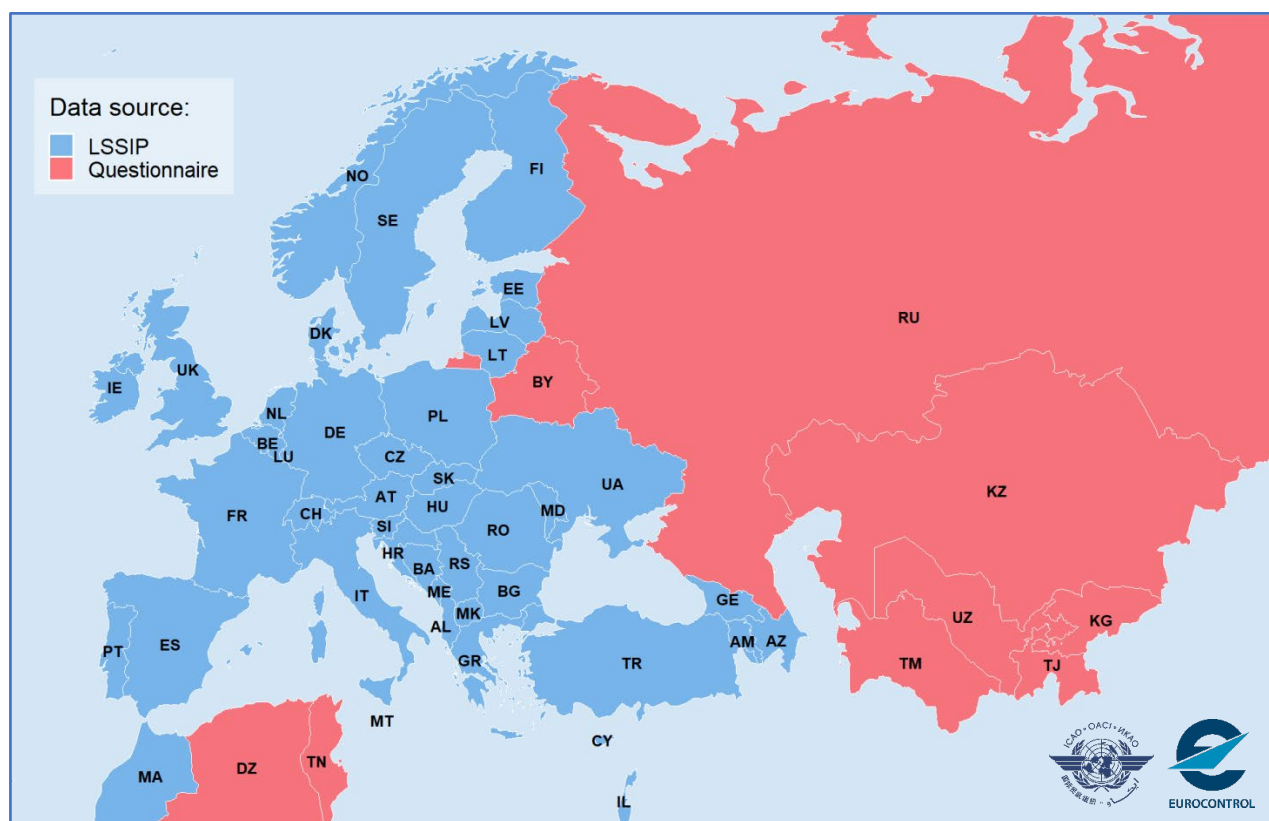 Data source:
LSSIP
Questionnaire
NO
FI
SE
EE
RU
LV
DK
LT
IE
UK
BY
NL
PL
DE
BE
LU
CZ
SK
UA
KZ
AT
HU
FR
CH
MD
SI
RO
HR
RS
BA
BG
ME
IT
GE
UZ
KG
MK
AL
AM
AZ
PT
ES
GR
TR
TM
TJ
MT
CY
MA
DZ
TN
IL
ICAO • OACI • ИКАО
EUROCONTROL